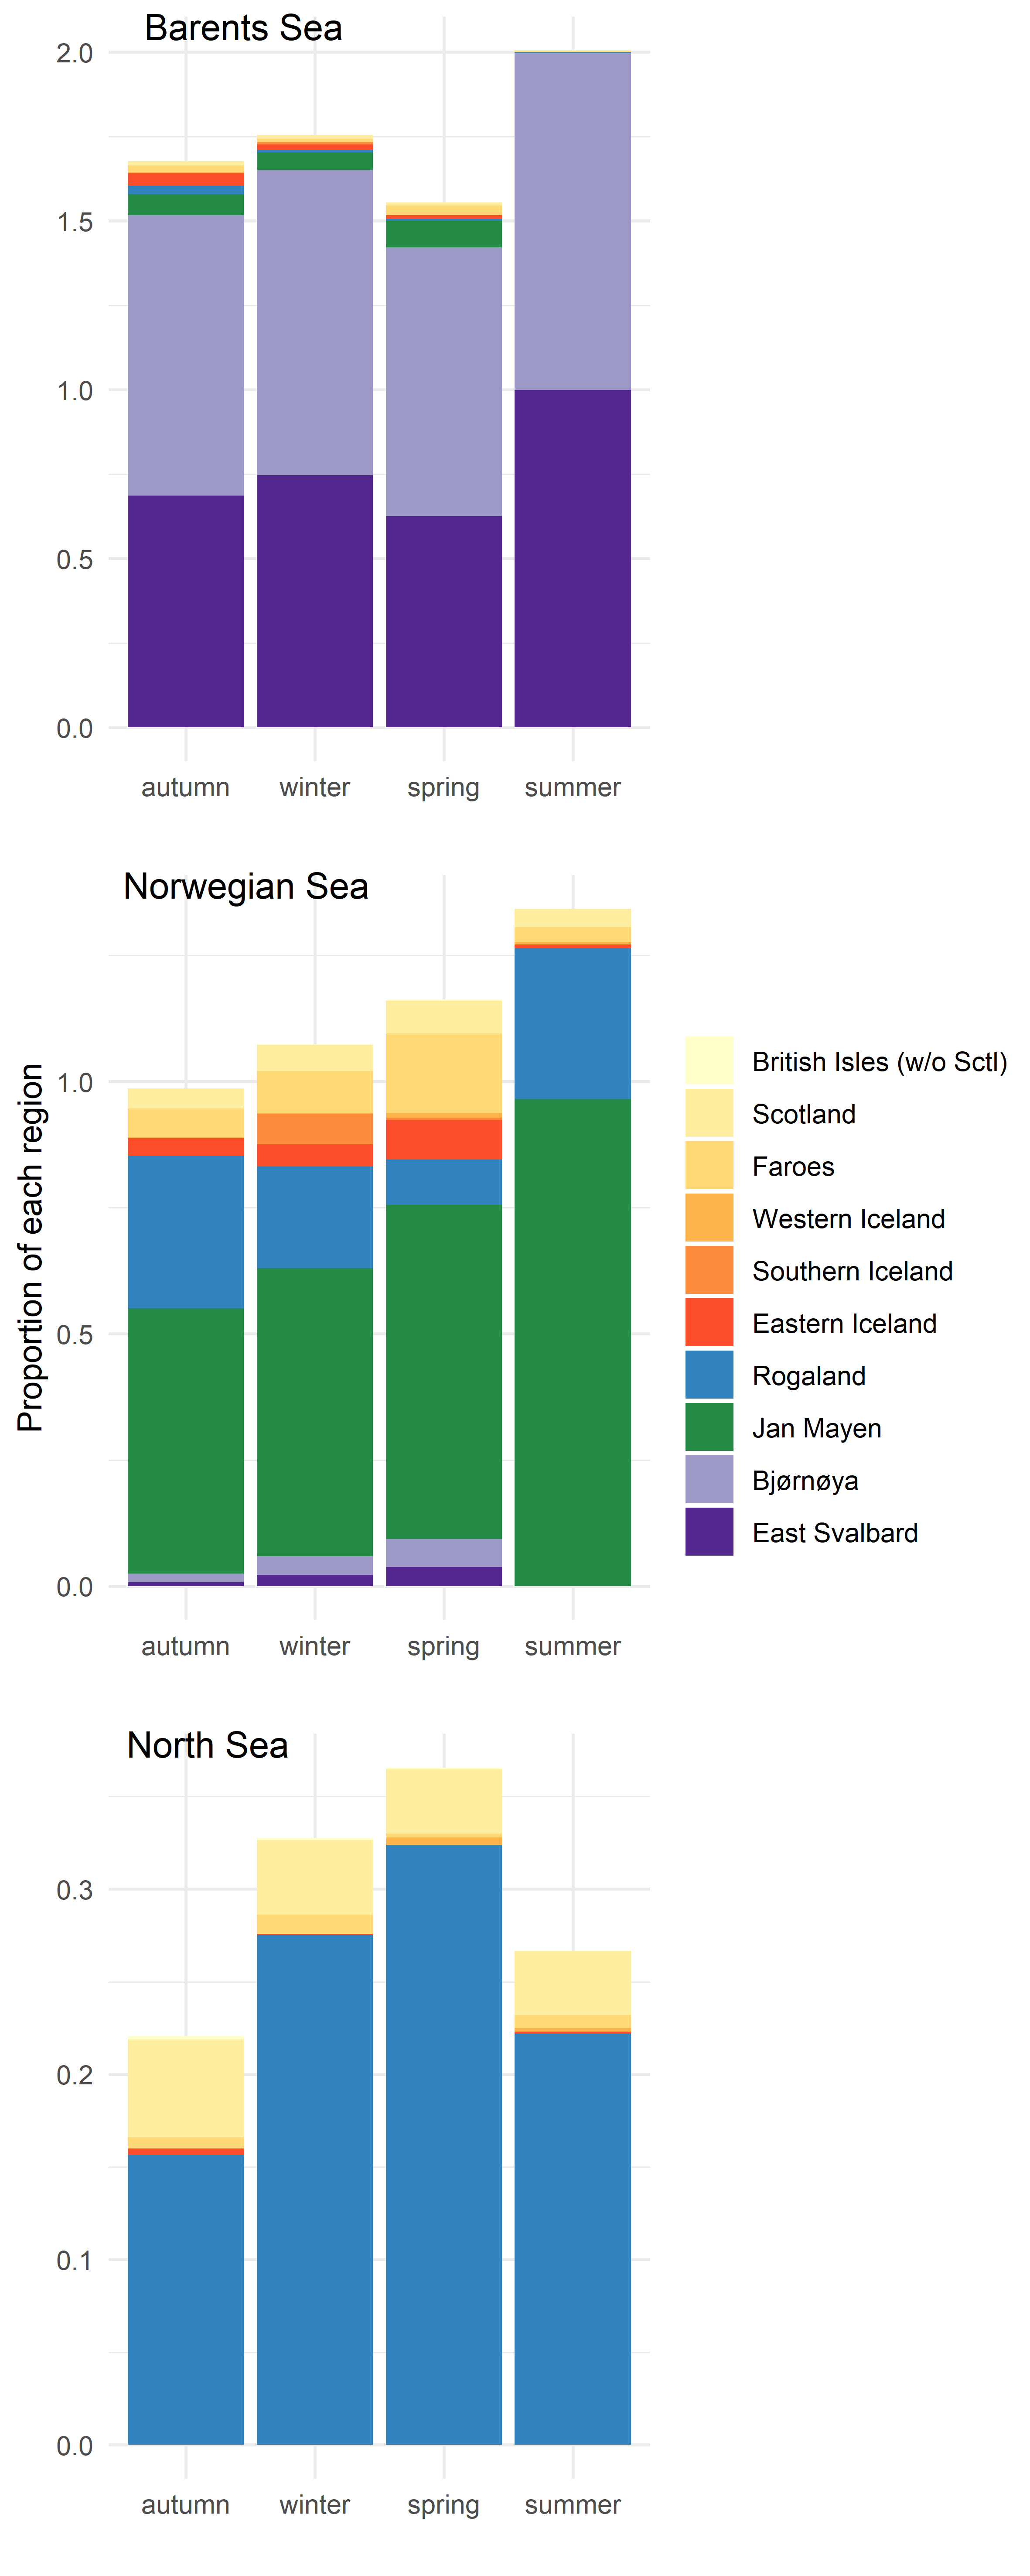 Barents Sea
2.0
1.5
1.0
0.5
0.0
autumn winter spring summer
Norwegian Sea
1.0
0.5
0.0
autumn winter spring summer
Proportion of each region
British Isles (w/o Sctl)
Scotland
Faroes
Western Iceland
Southern Iceland
Eastern Iceland
Rogaland
Jan Mayen
Bjørnøya
East Svalbard
North Sea
0.3
0.2
0.1
0.0
autumn winter spring summer